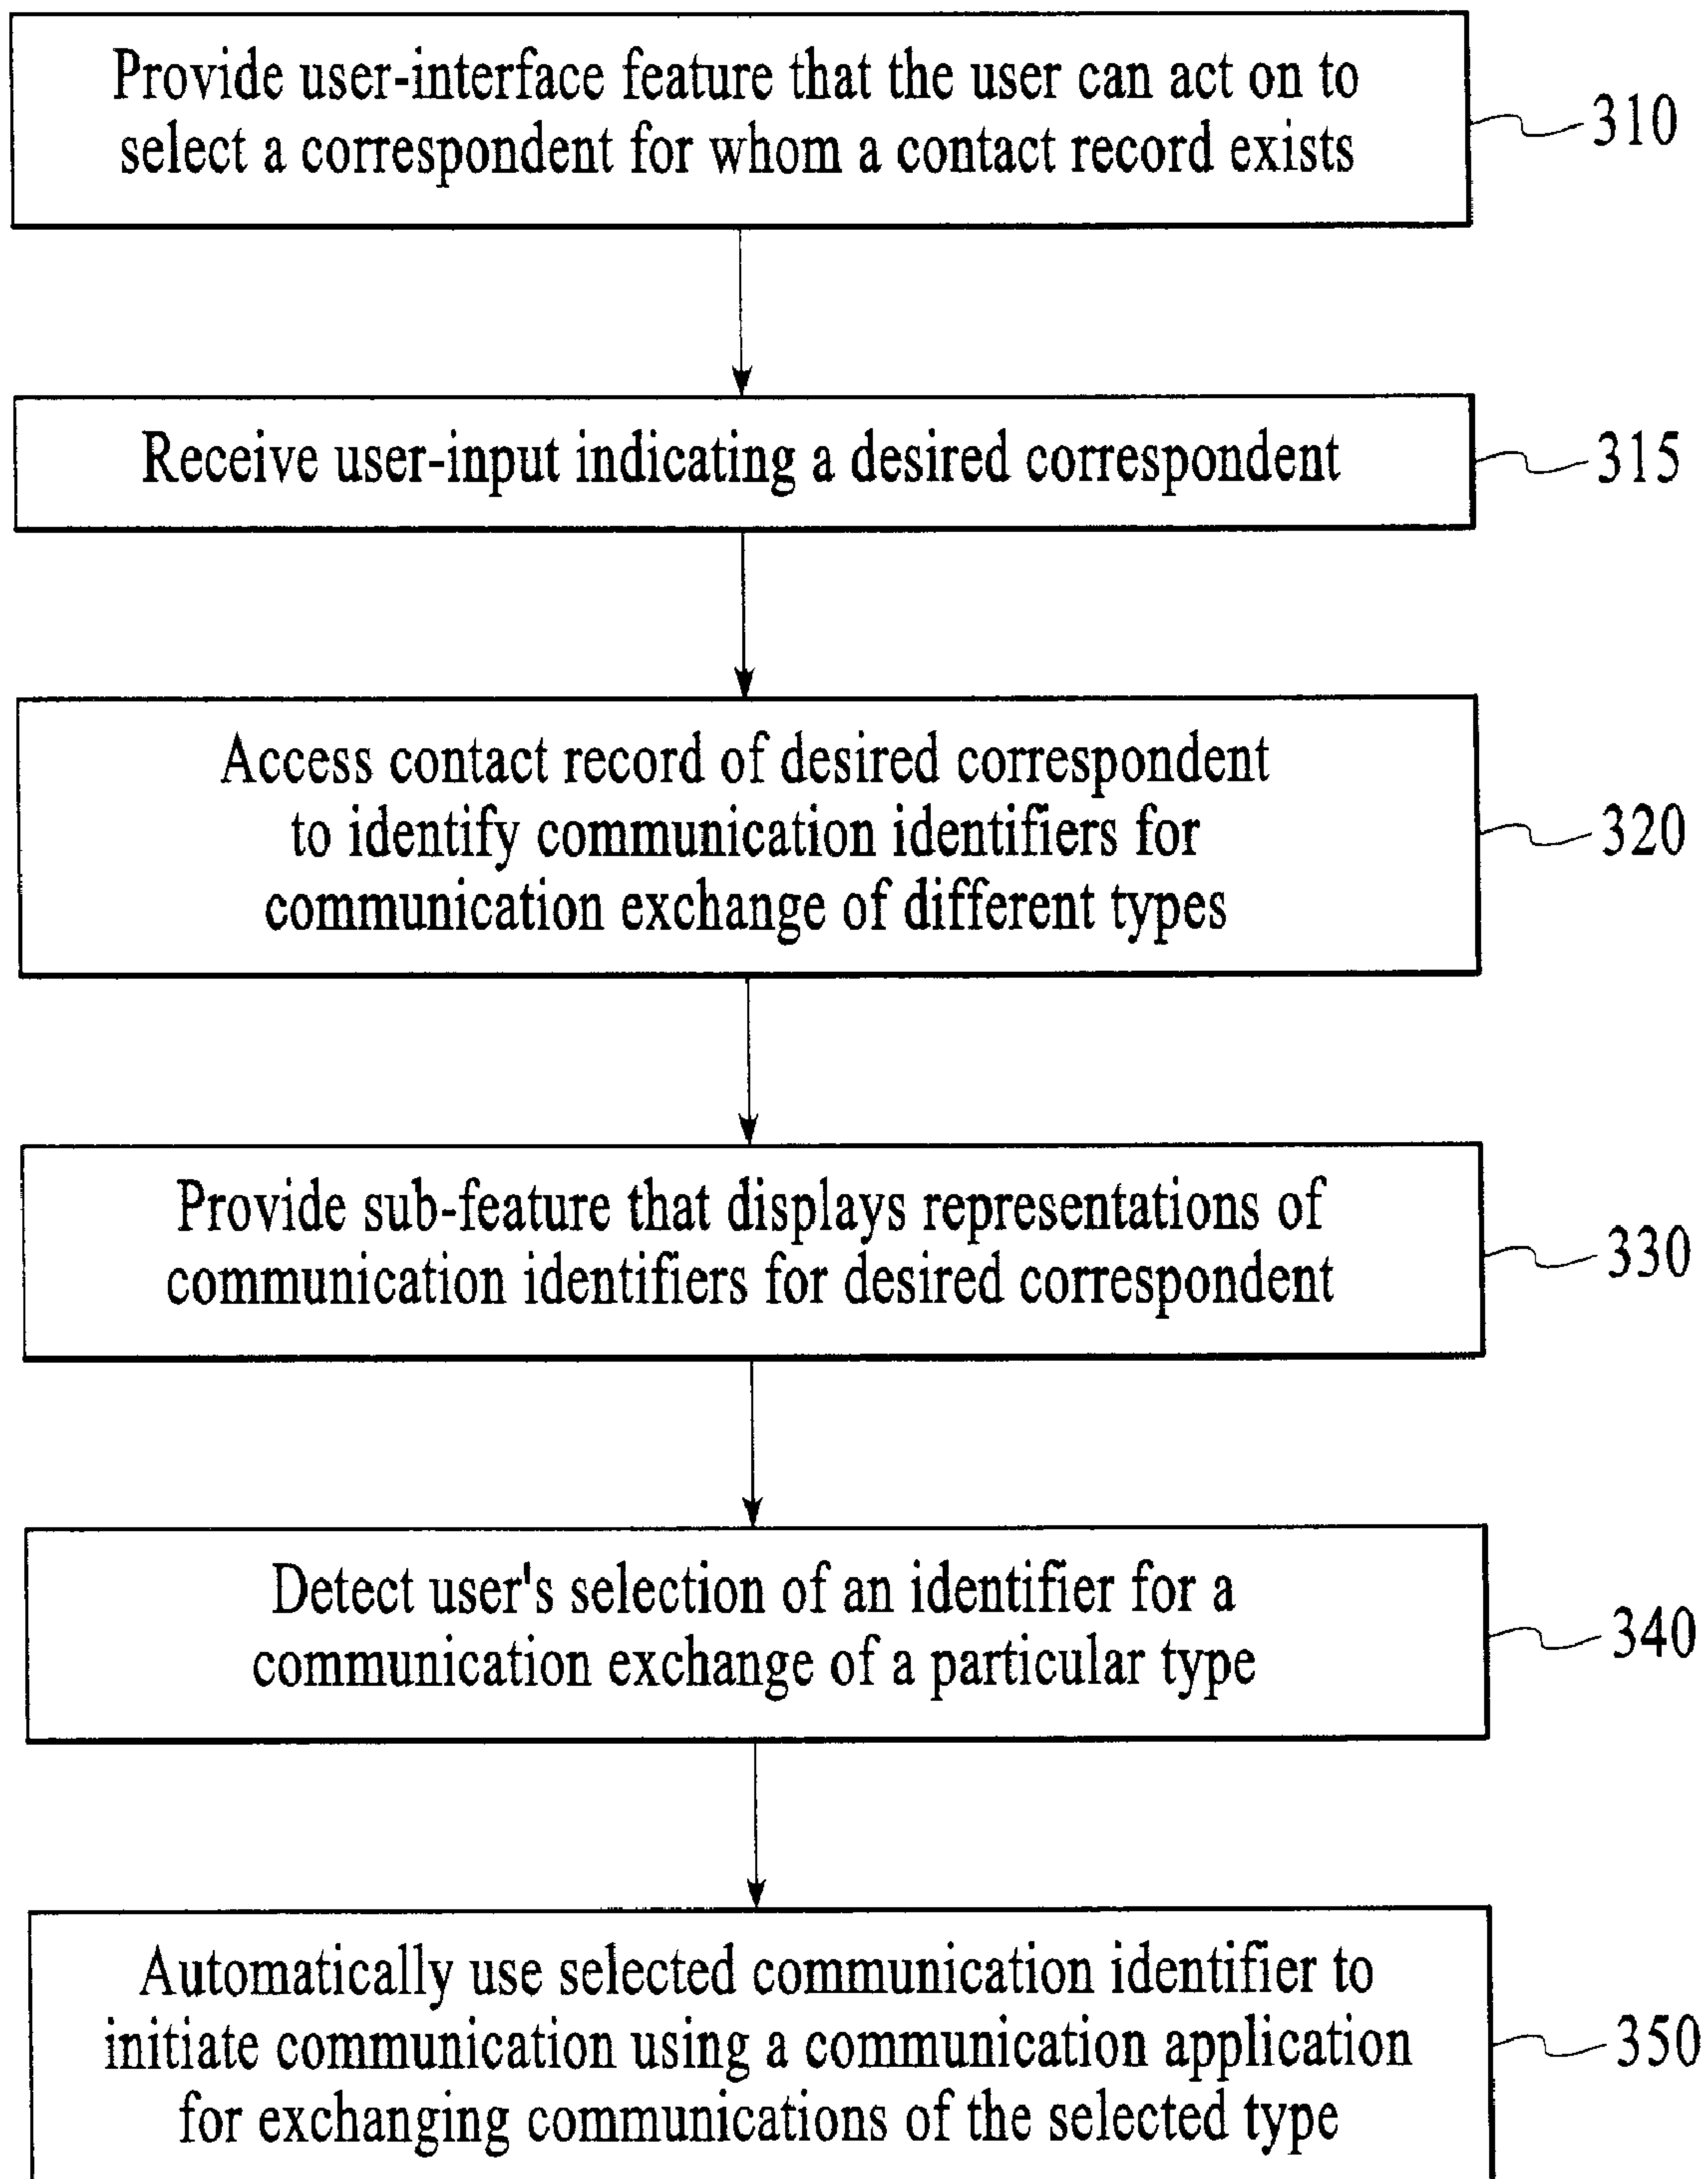 Provide user-interface feature that the user can act on to
select a correspondent for whom a contact record exists
310
Receive user-input indicating a desired correspondent
315
Access contact record of desired correspondent
to identify communication identifiers for
communication exchange of different types
320
Provide sub-feature that displays representations of
communication identifiers for desired correspondent
330
Detect user's selection of an identifier for a
communication exchange of a particular type
340
Automatically use selected communication identifier to
initiate communication using a communication application
for exchanging communications of the selected type
350